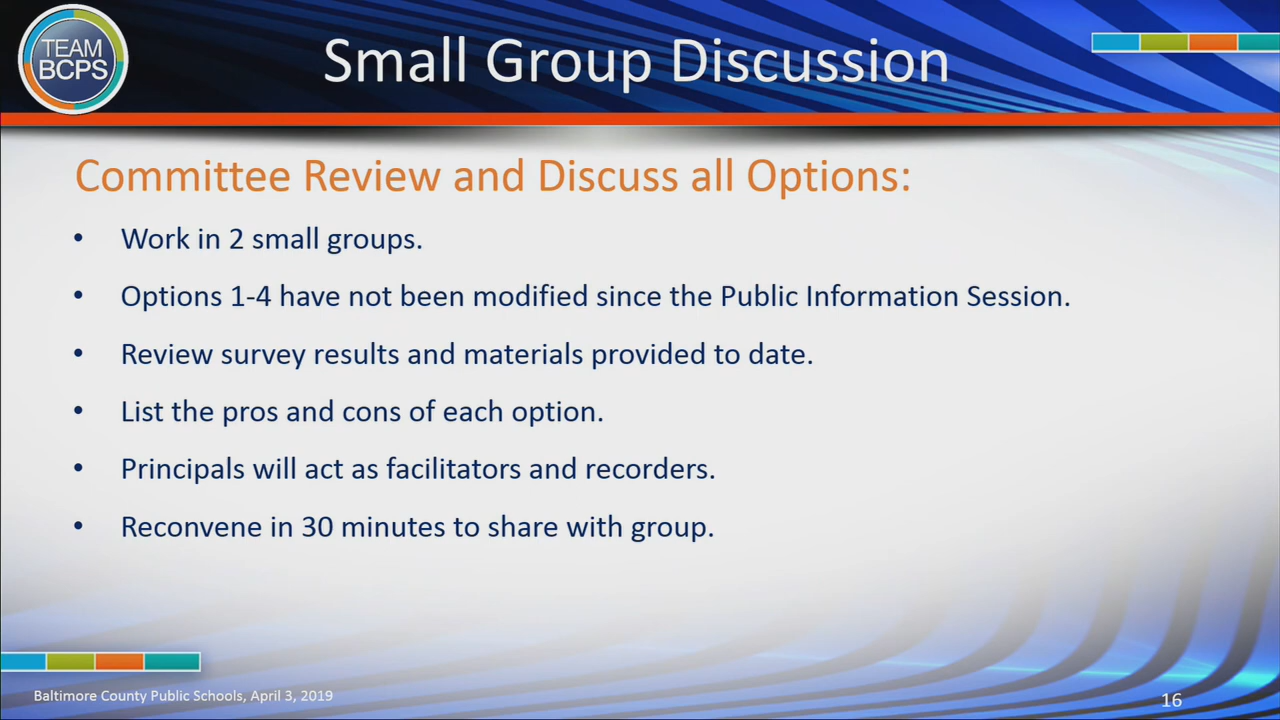 TEAM
BCPS
Small Group Discussion
Committee Review and Discuss all Options:
• Work in 2 small groups.
• Options 1-4 have not been modified since the Public Information Session.
• Review survey results and materials provided to date.
• List the pros and cons of each option.
• Principals will act as facilitators and recorders.
• Reconvene in 30 minutes to share with group.
Baltimore County Public Schools, April 3, 2019
16